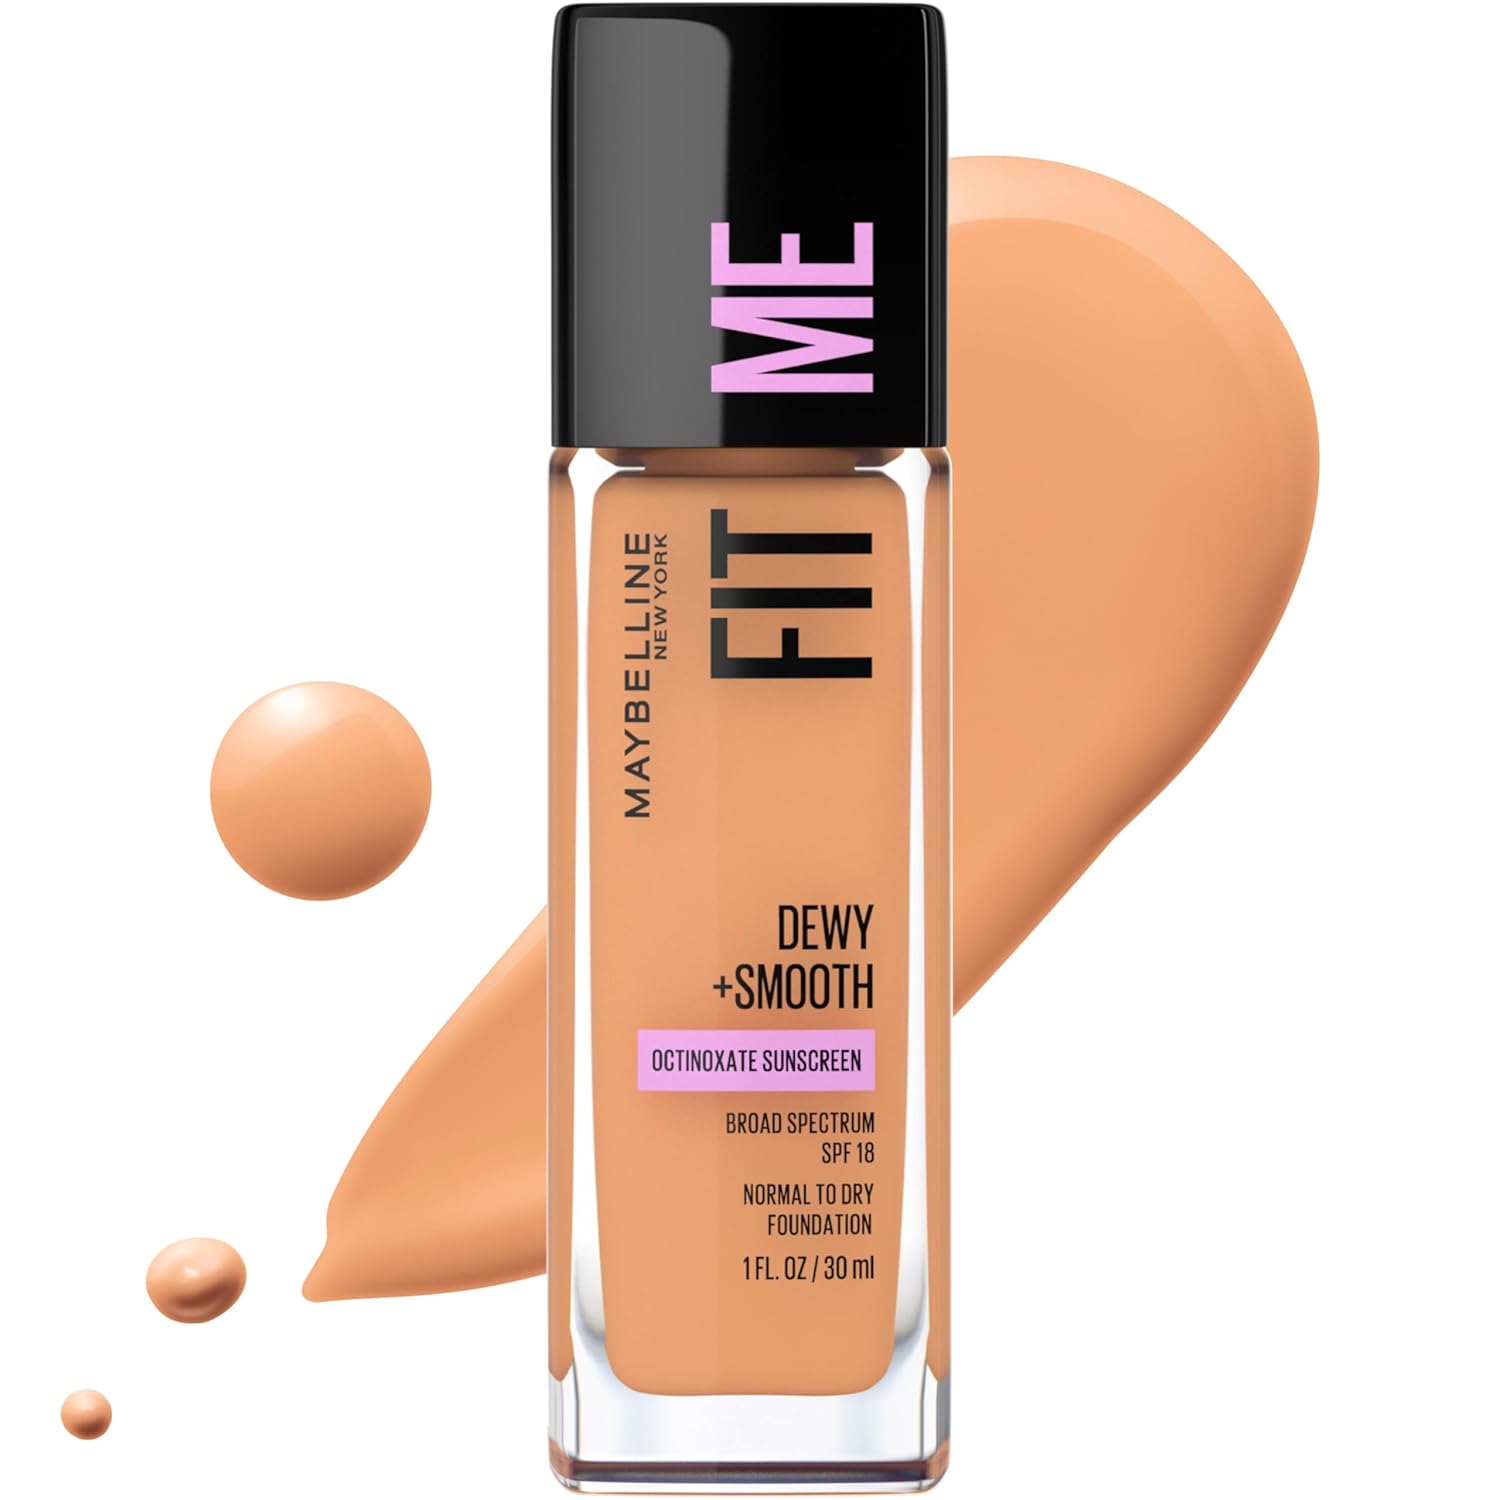 FIT ME
MAYBELLINE
NEW YORK
DEWY
+SMOOTH
OCTINOXATE SUNSCREEN
BROAD SPECTRUM
SPF 18
NORMAL TO DRY
FOUNDATION
1 FL. OZ / 30 ml